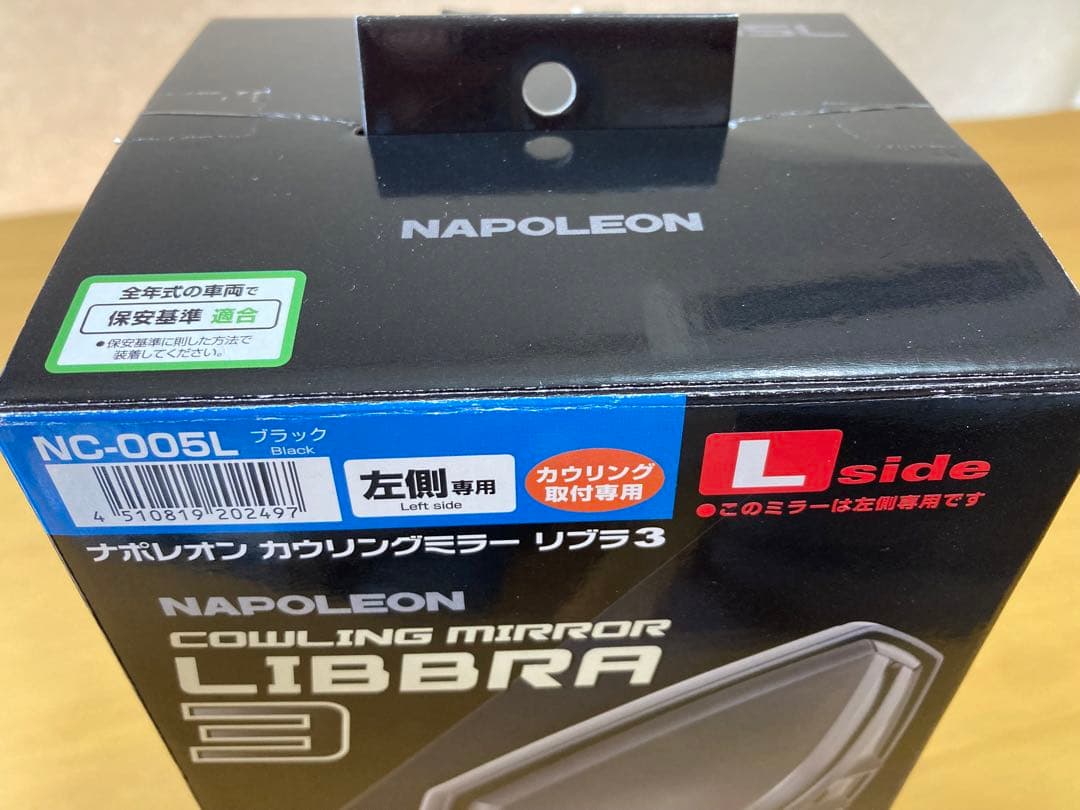 5L
NAPOLEON
全年式の車両で
保安基準 適合
●保安基準に則した方法で
装着してください。
NC-005L ブラック
Black
4 510819 202497
左側専用
Left side
カウリング
取付専用
L side
●このミラーは左側専用です
ナポレオン カウリングミラー リブラ3
NAPOLEON
COWLING MIRROR
LIBBRA
3